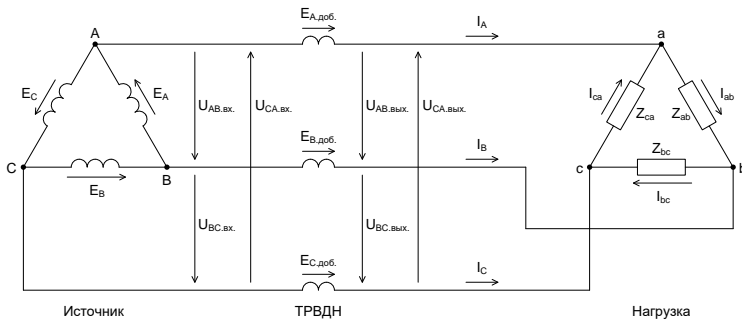 E_A.доб.
I_A
A
a
E_C
E_A
U_AB.вх.
U_CA.вх.
U_AB.вых.
U_CA.вых.
I_ca
Z_ca
Z_ab
I_ab
E_B.доб.
I_B
C
B
E_B
c
Z_bc
b
I_bc
U_BC.вх.
U_BC.вых.
E_C.доб.
I_C
Источник
ТРВДН
Нагрузка